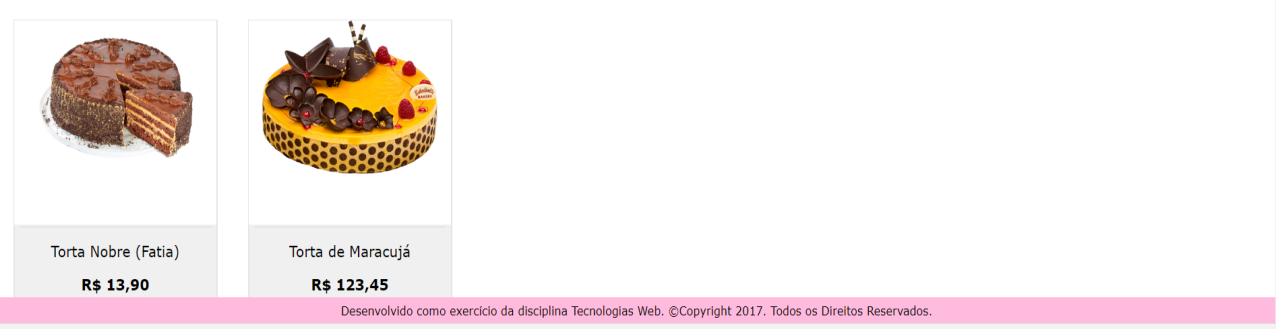 Torta Nobre (Fatia)
Torta de Maracujá
R$ 13,90
R$ 123,45
Desenvolvido como exercício da disciplina Tecnologias Web. ©Copyright 2017. Todos os Direitos Reservados.